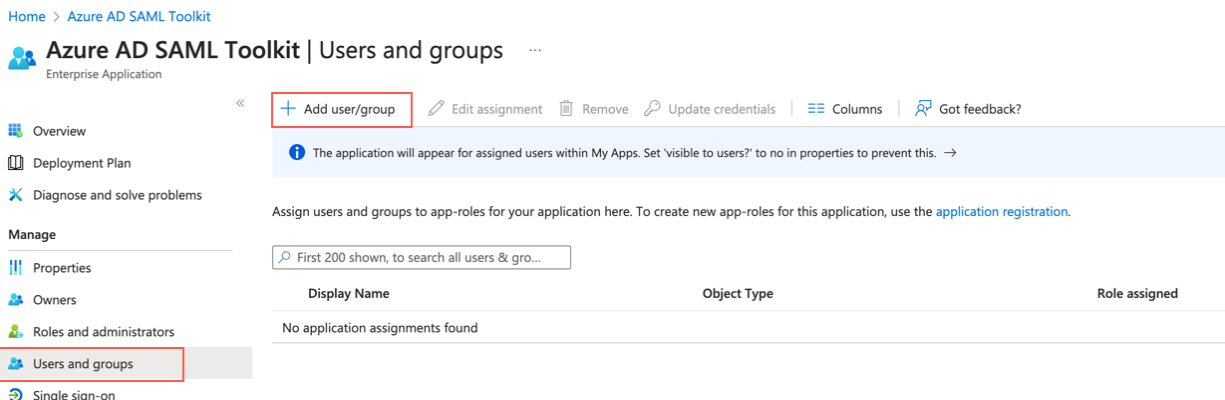 Home > Azure AD SAML Toolkit
Azure AD SAML Toolkit | Users and groups ...
Enterprise Application
«
Overview
Deployment Plan
Diagnose and solve problems
Manage
Properties
Owners
Roles and administrators
Users and groups
Single sign-on
+ Add user/group Edit assignment Remove Update credentials Columns Got feedback?
The application will appear for assigned users within My Apps. Set 'visible to users?' to no in properties to prevent this. →
Assign users and groups to app-roles for your application here. To create new app-roles for this application, use the application registration.
First 200 shown, to search all users & gro...
Display Name Object Type Role assigned
No application assignments found